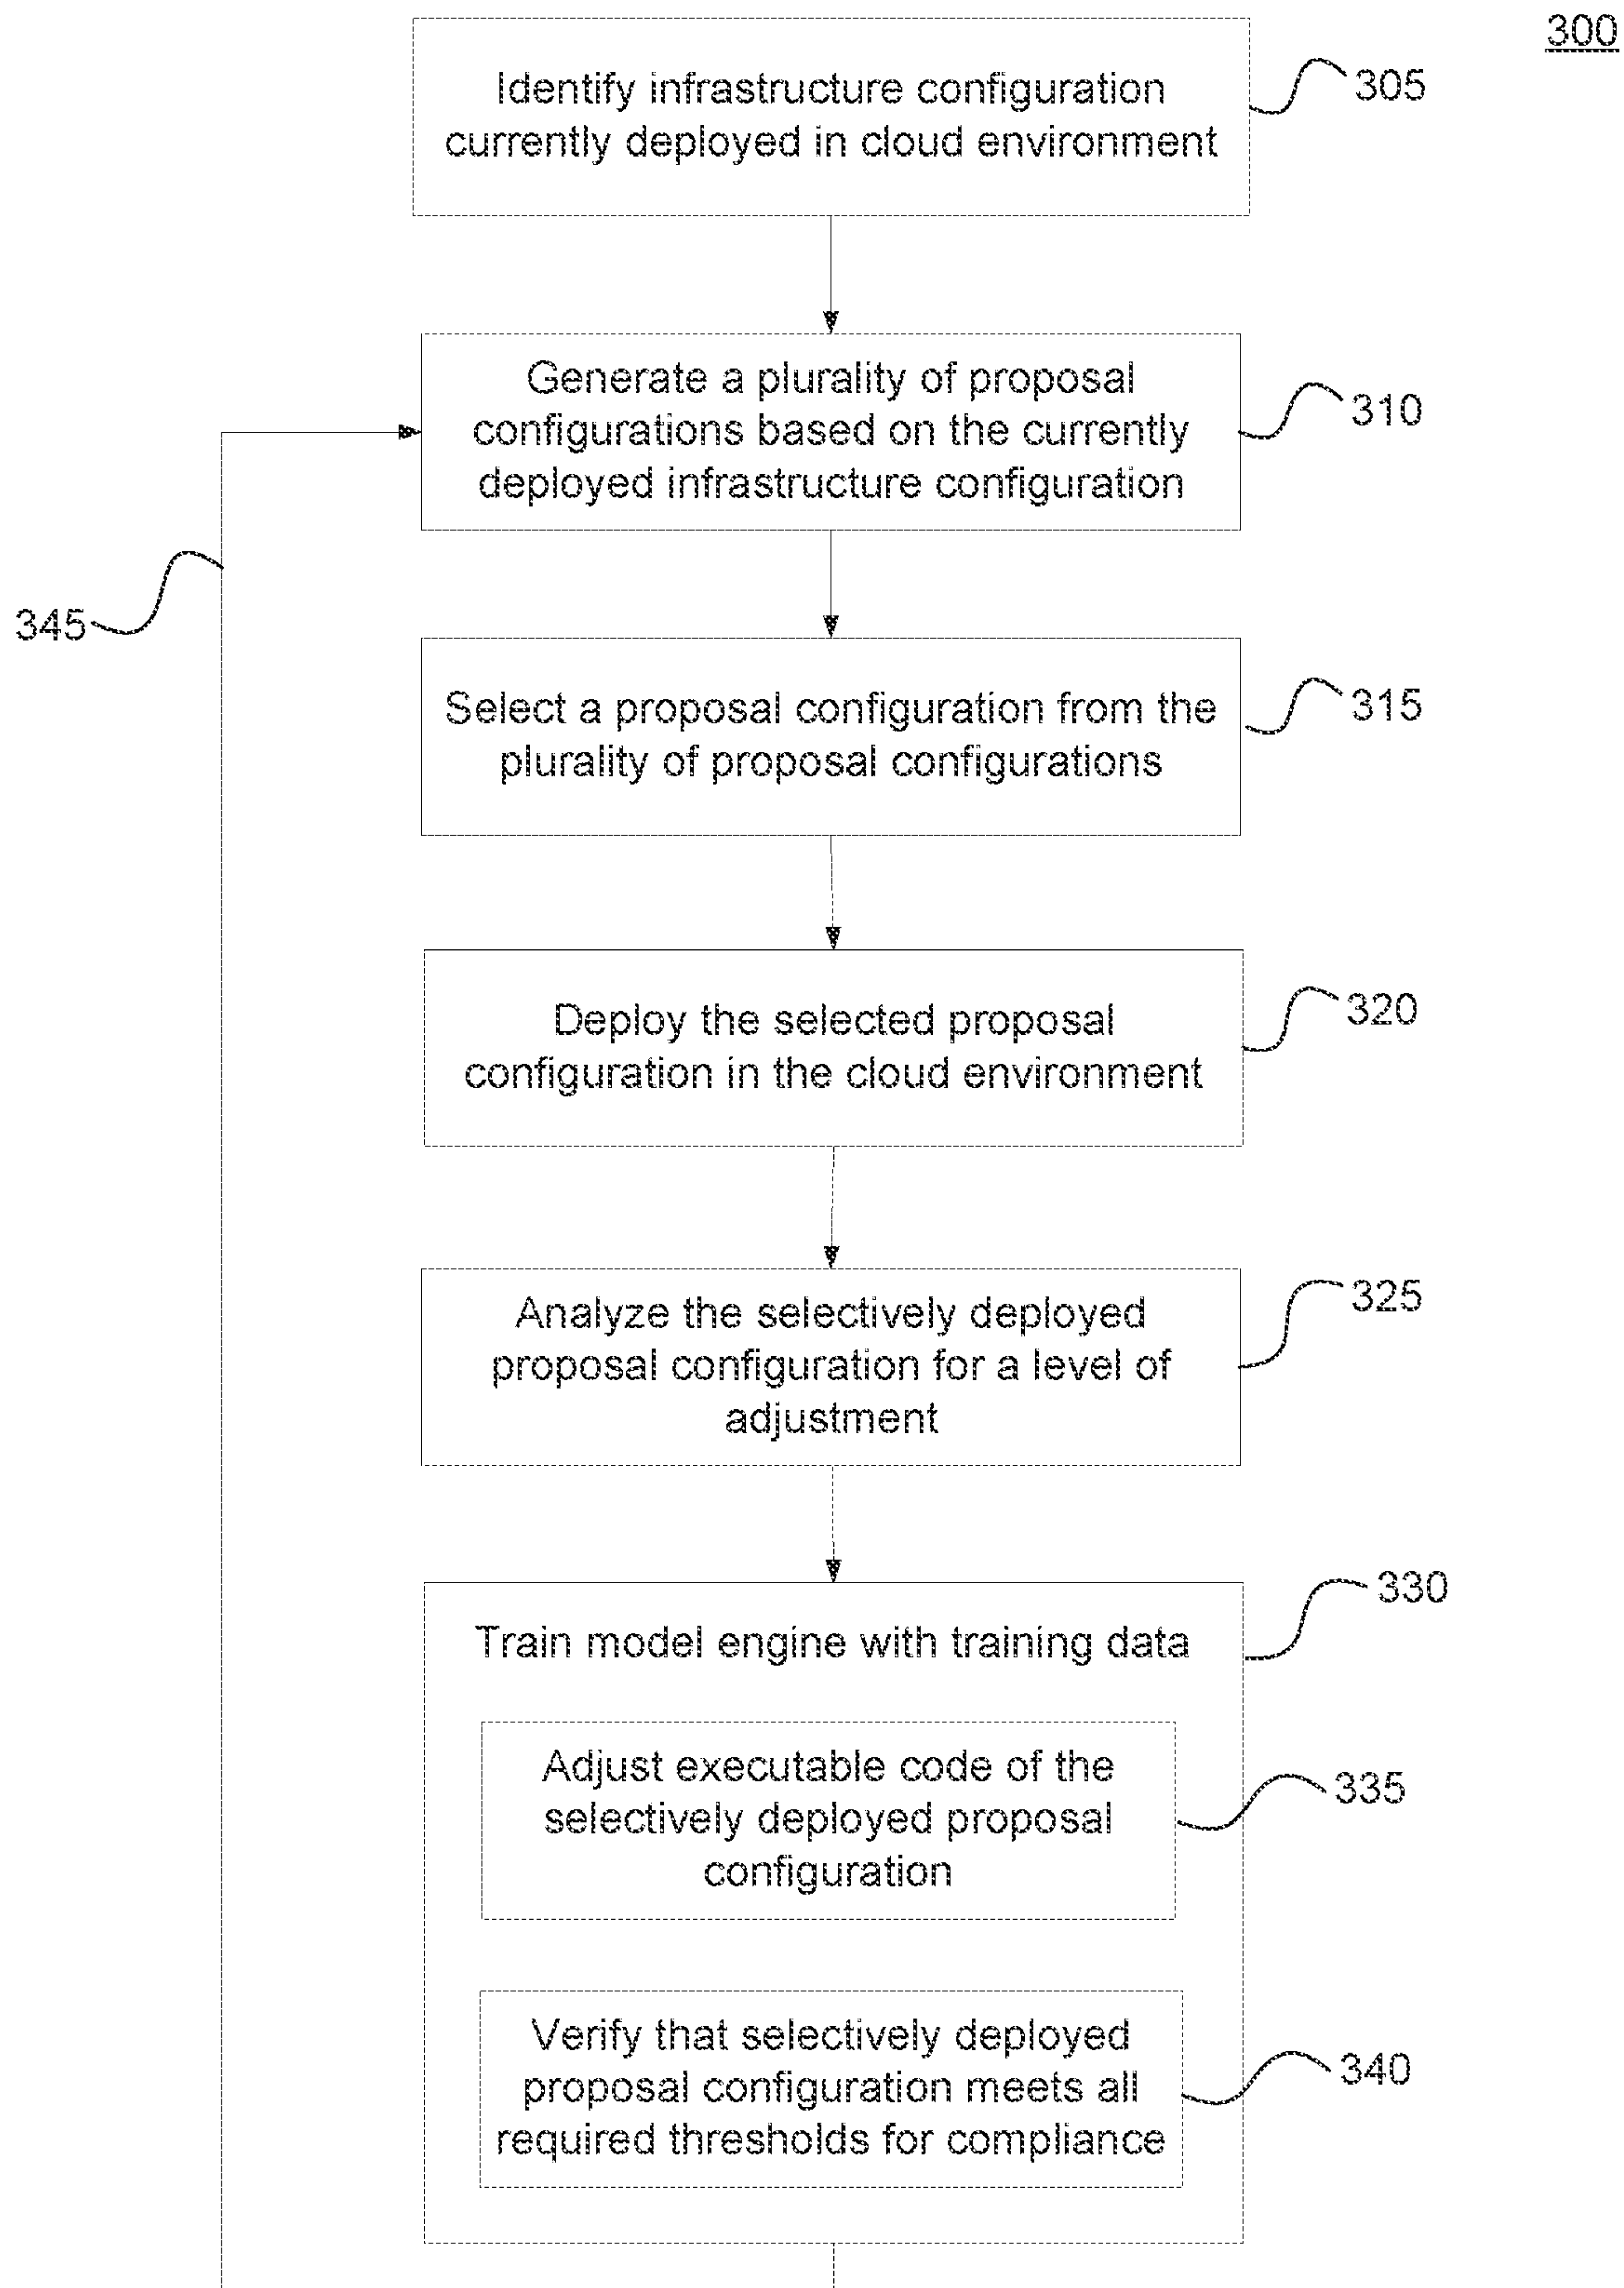 300
Identify infrastructure configuration
currently deployed in cloud environment
305
Generate a plurality of proposal
configurations based on the currently
deployed infrastructure configuration
310
345
Select a proposal configuration from the
plurality of proposal configurations
315
Deploy the selected proposal
configuration in the cloud environment
320
Analyze the selectively deployed
proposal configuration for a level of
adjustment
325
Train model engine with training data
330
Adjust executable code of the
selectively deployed proposal
configuration
335
Verify that selectively deployed
proposal configuration meets all
required thresholds for compliance
340